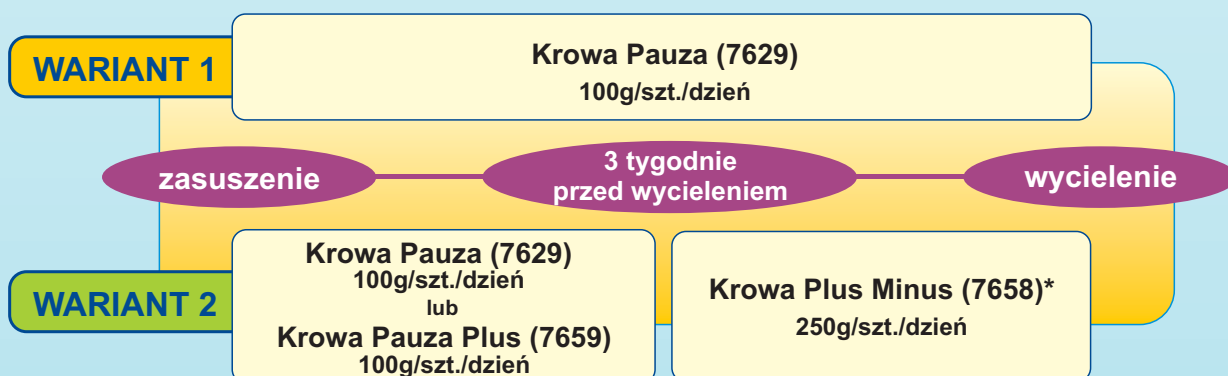 WARIANT 1
Krowa Pauza (7629)
100g/szt./dzień
zasuszenie
3 tygodnie
przed wycieleniem
wycielenie
WARIANT 2
Krowa Pauza (7629)
100g/szt./dzień
lub
Krowa Pauza Plus (7659)
100g/szt./dzień
Krowa Plus Minus (7658)*
250g/szt./dzień